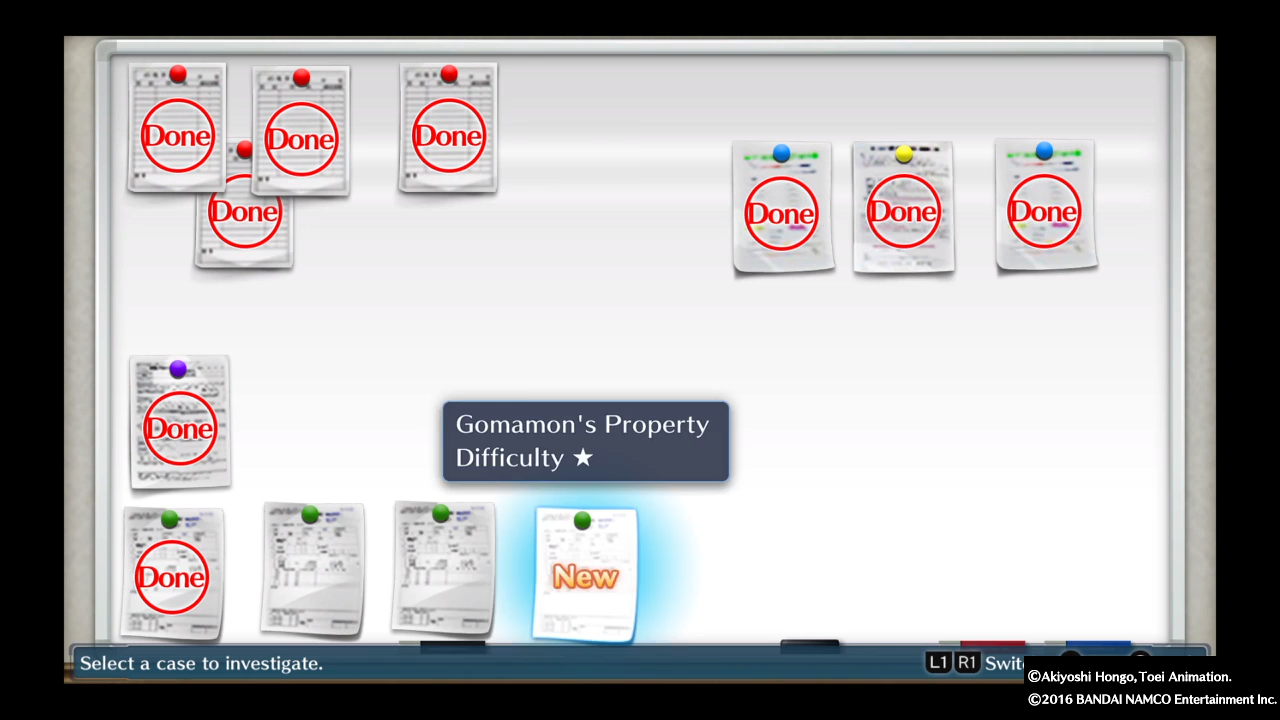 Done
Done
Done
Done
Done
Done
Done
Done
Gomamon's Property
Difficulty ★
Done
New
Select a case to investigate.
L1 R1
©Akiyoshi Hongo, Toei Animation.
©2016 BANDAI NAMCO Entertainment Inc.